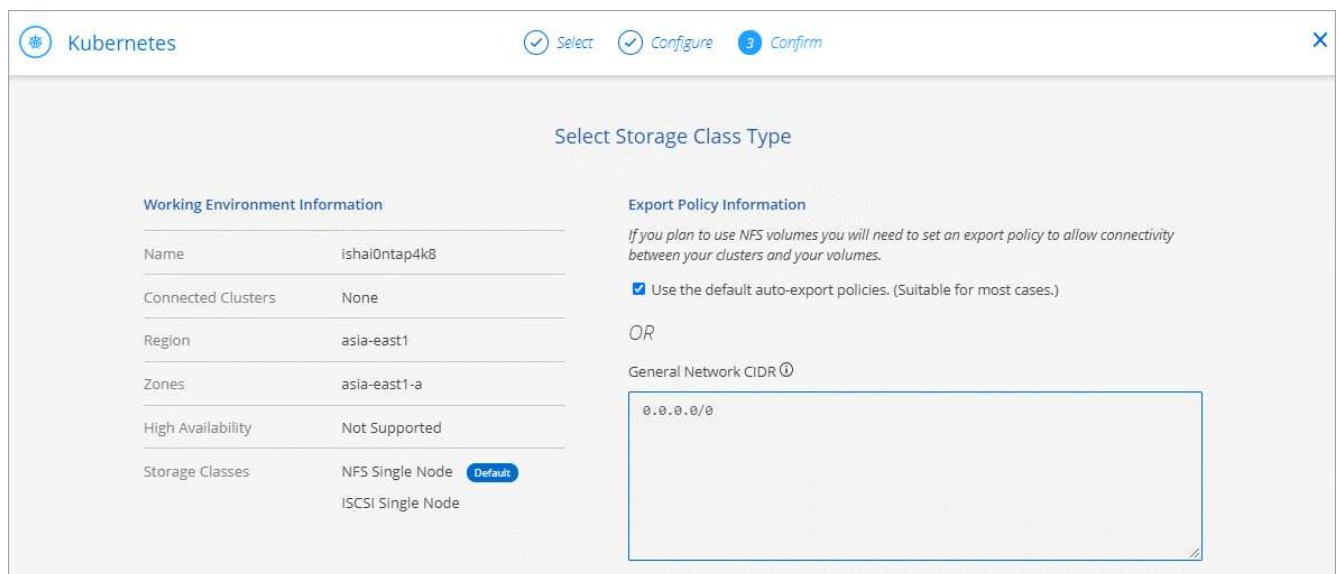 Kubernetes
Select
Configure
3 Confirm
Select Storage Class Type
Working Environment Information
Name ishai0ntap4k8
Connected Clusters None
Region asia-east1
Zones asia-east1-a
High Availability Not Supported
Storage Classes NFS Single Node Default
ISCSI Single Node
Export Policy Information
If you plan to use NFS volumes you will need to set an export policy to allow connectivity
between your clusters and your volumes.
Use the default auto-export policies. (Suitable for most cases.)
OR
General Network CIDR
0.0.0.0/0